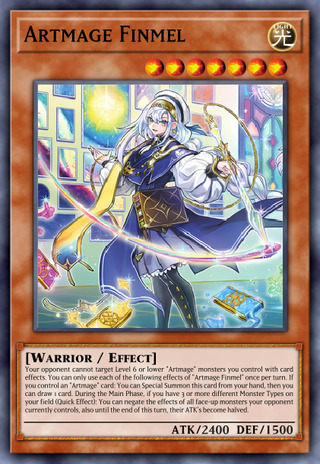 Artmage Finmel
LIGHT
光
[Warrior / Effect]
Your opponent cannot target Level 6 or lower "Artmage" monsters you control with card
effects. You can only use each of the following effects of "Artmage Finmel" once per turn. If
you control an "Artmage" card: You can Special Summon this card from your hand, then you
can draw 1 card. During the Main Phase, if you have 3 or more different Monster Types on
your field (Quick Effect): You can negate the effects of all face-up monsters your opponent
currently controls, also until the end of this turn, their ATK's become halved.
ATK/2400 DEF/1500